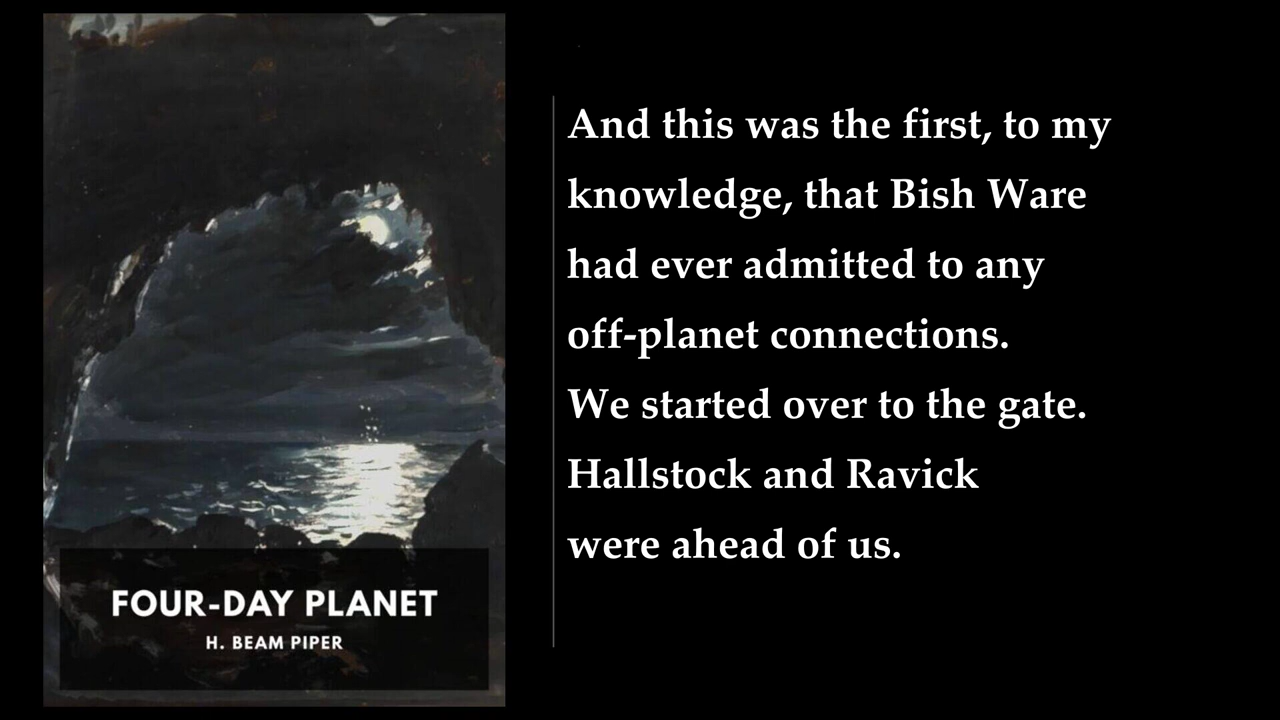 FOUR-DAY PLANET
H. BEAM PIPER
And this was the first, to my
knowledge, that Bish Ware
had ever admitted to any
off-planet connections.
We started over to the gate.
Hallstock and Ravick
were ahead of us.